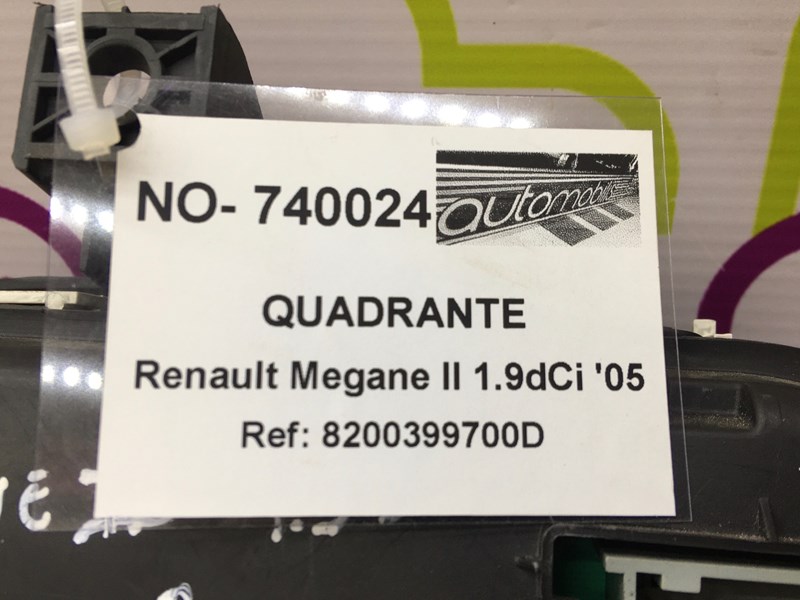 NO- 740024
automobile
QUADRANTE
Renault Megane II 1.9dCi '05
Ref: 8200399700D